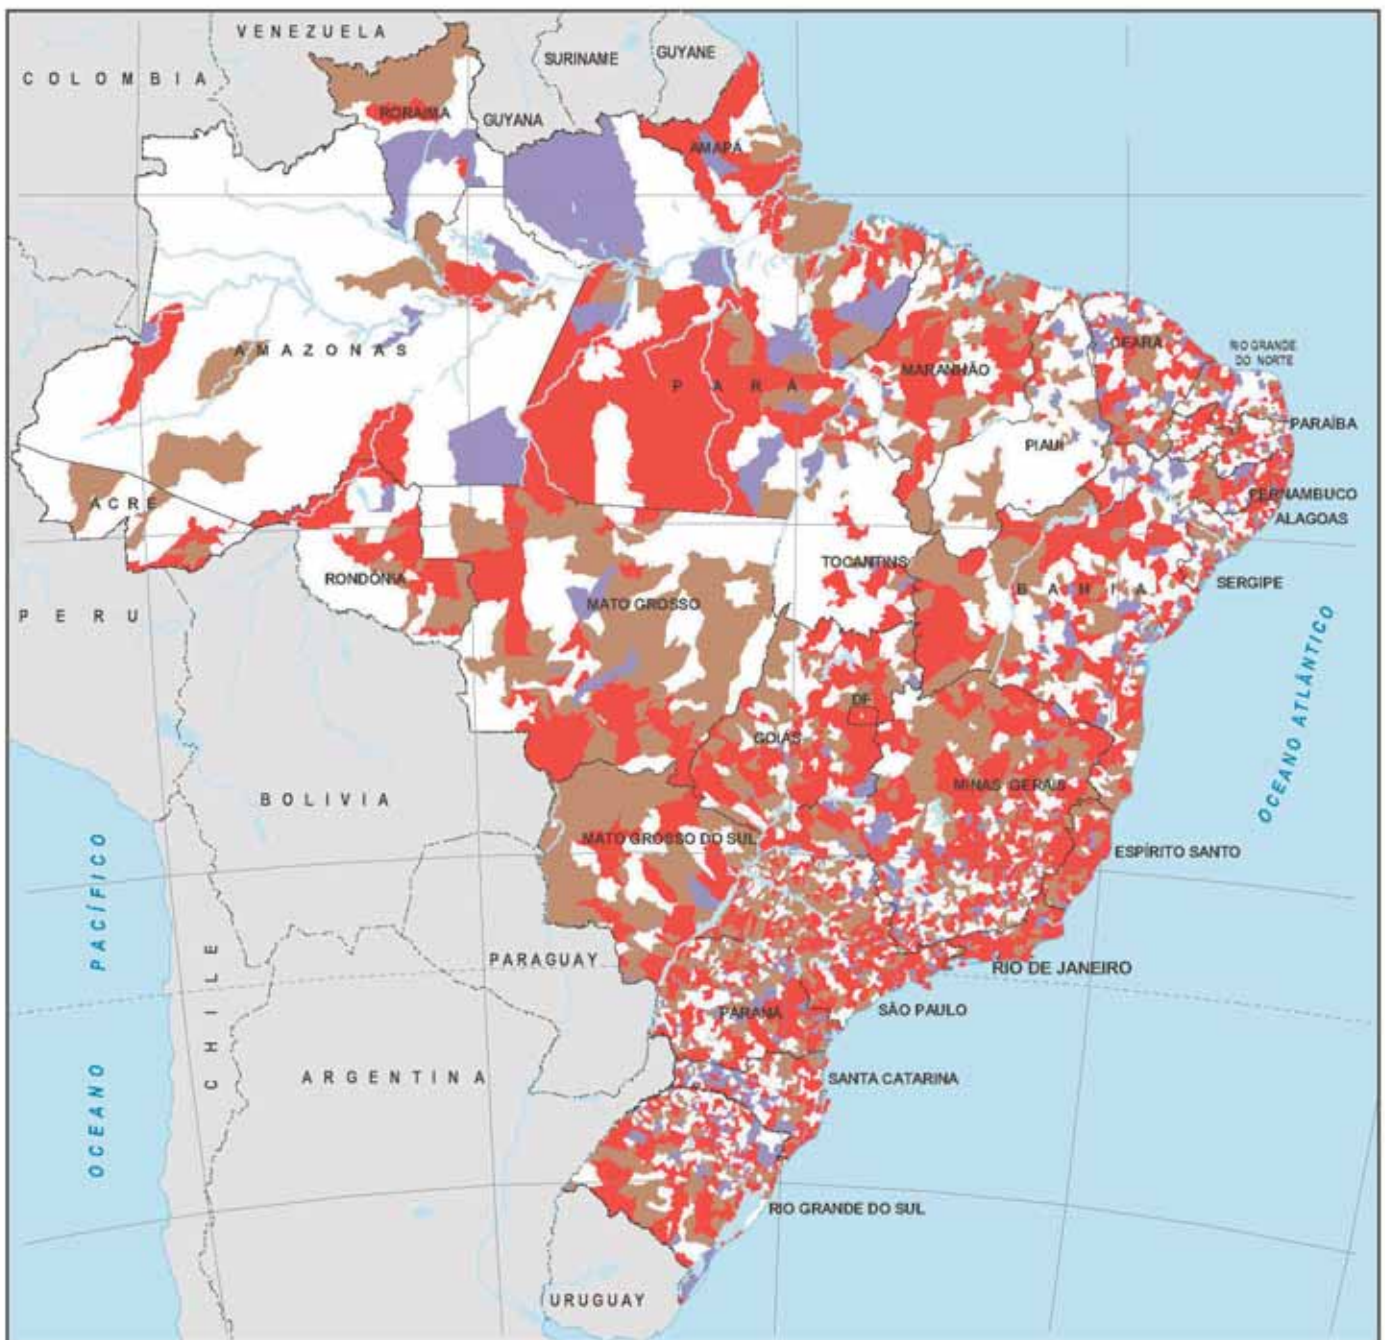 VENEZUELA
COLOMBIA
SURINAME
GUYANE
GUYANA
RORAIMA
AMAPÁ
AMAZONAS
PARÁ
MARANHÃO
CEARÁ
RIO GRANDE
DO NORTE
PARAÍBA
PIAUI
PERNAMBUCO
ALAGOAS
ACRE
TOCANTINS
SERGIPE
RONDÔNIA
BAHIA
MATO GROSSO
PERU
OCEANO ATLÂNTICO
DF
GOIÁS
MINAS GERAIS
BOLIVIA
MATO GROSSO DO SUL
ESPÍRITO SANTO
OCEANO PACÍFICO
CHILE
PARAGUAY
RIO DE JANEIRO
SÃO PAULO
PARANÁ
ARGENTINA
SANTA CATARINA
RIO GRANDE DO SUL
URUGUAY